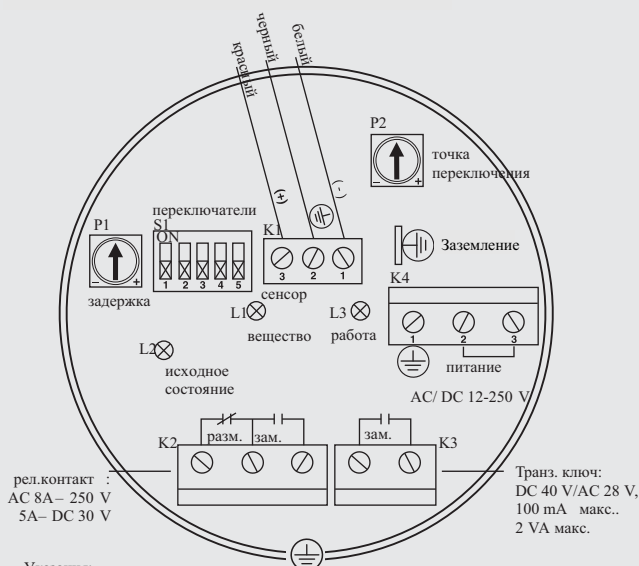 красный
черный
белый
(+)
(-)
P2
точка
переключения
P1
задержка
переключатели
S1
ON
1 2 3 4 5
K1
3 2 1
сенсор
Заземление
K4
1 2 3
питание
AC/ DC 12-250 V
L1
вещество
L3
работа
L2
исходное
состояние
K2
разм. зам.
зам.
K3
рел.контакт :
AC 8A– 250 V
5A– DC 30 V
Транз. ключ:
DC 40 V/AC 28 V,
100 mA макс..
2 VA макс.